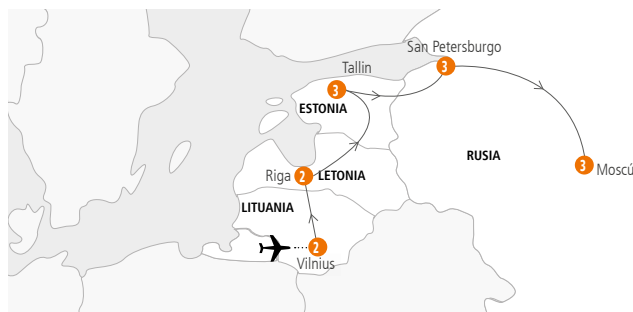 San Petersburgo
3
Tallin
3
ESTONIA
RUSIA
Moscú
3
Riga
2
LETONIA
LITUANIA
2
Vilnius